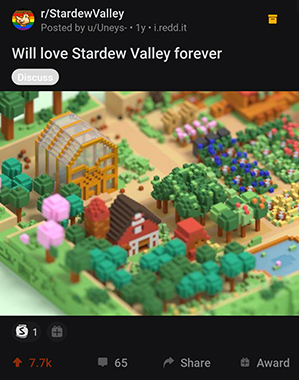 r/StardewValley
Posted by u/Uneys- • 1y • i.redd.it
Will love Stardew Valley forever
Discuss
S 1
7.7k 65 Share Award